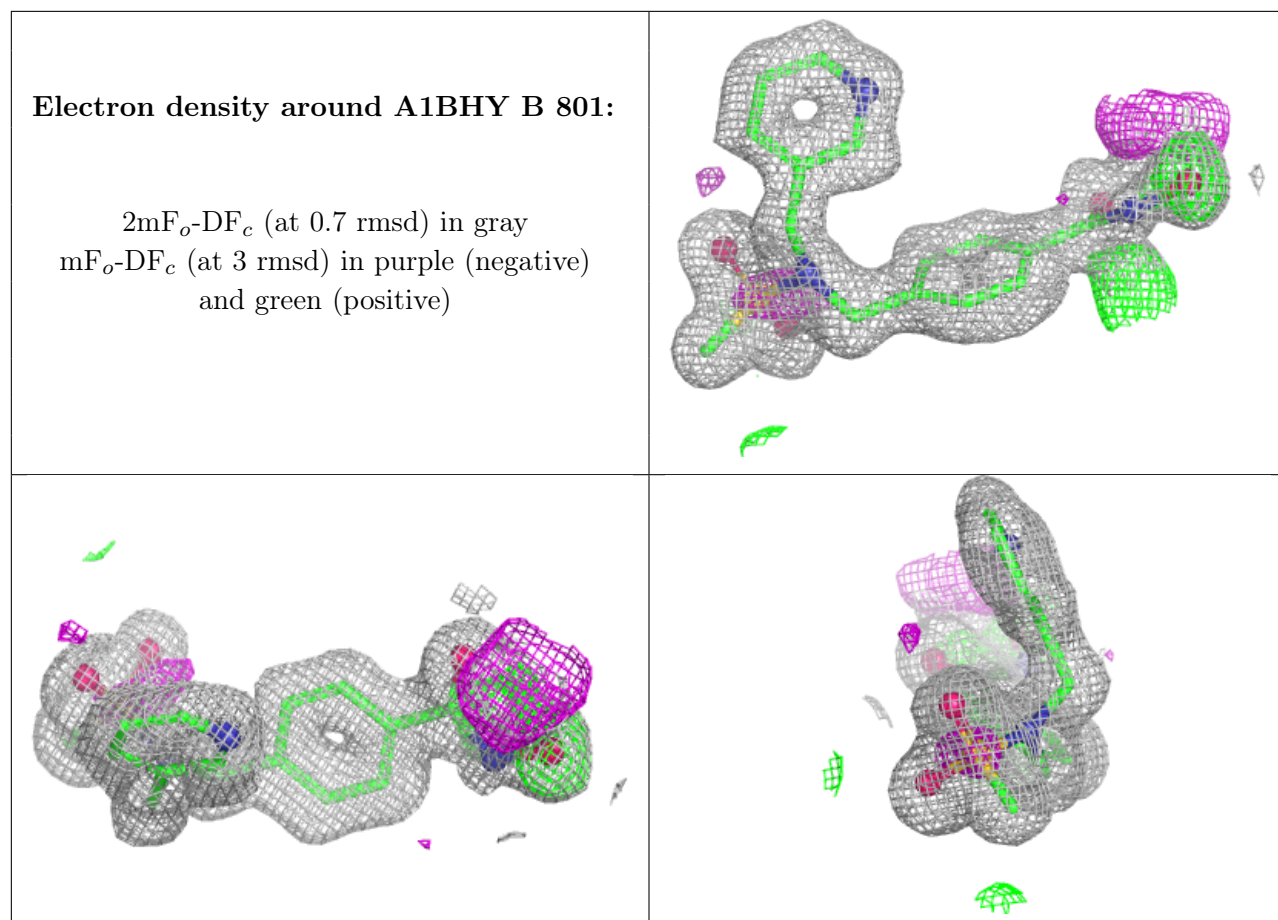 Electron density around A1BHY B 801:
2mFₒ-DF𝒸 (at 0.7 rmsd) in gray
mFₒ-DF𝒸 (at 3 rmsd) in purple (negative)
and green (positive)